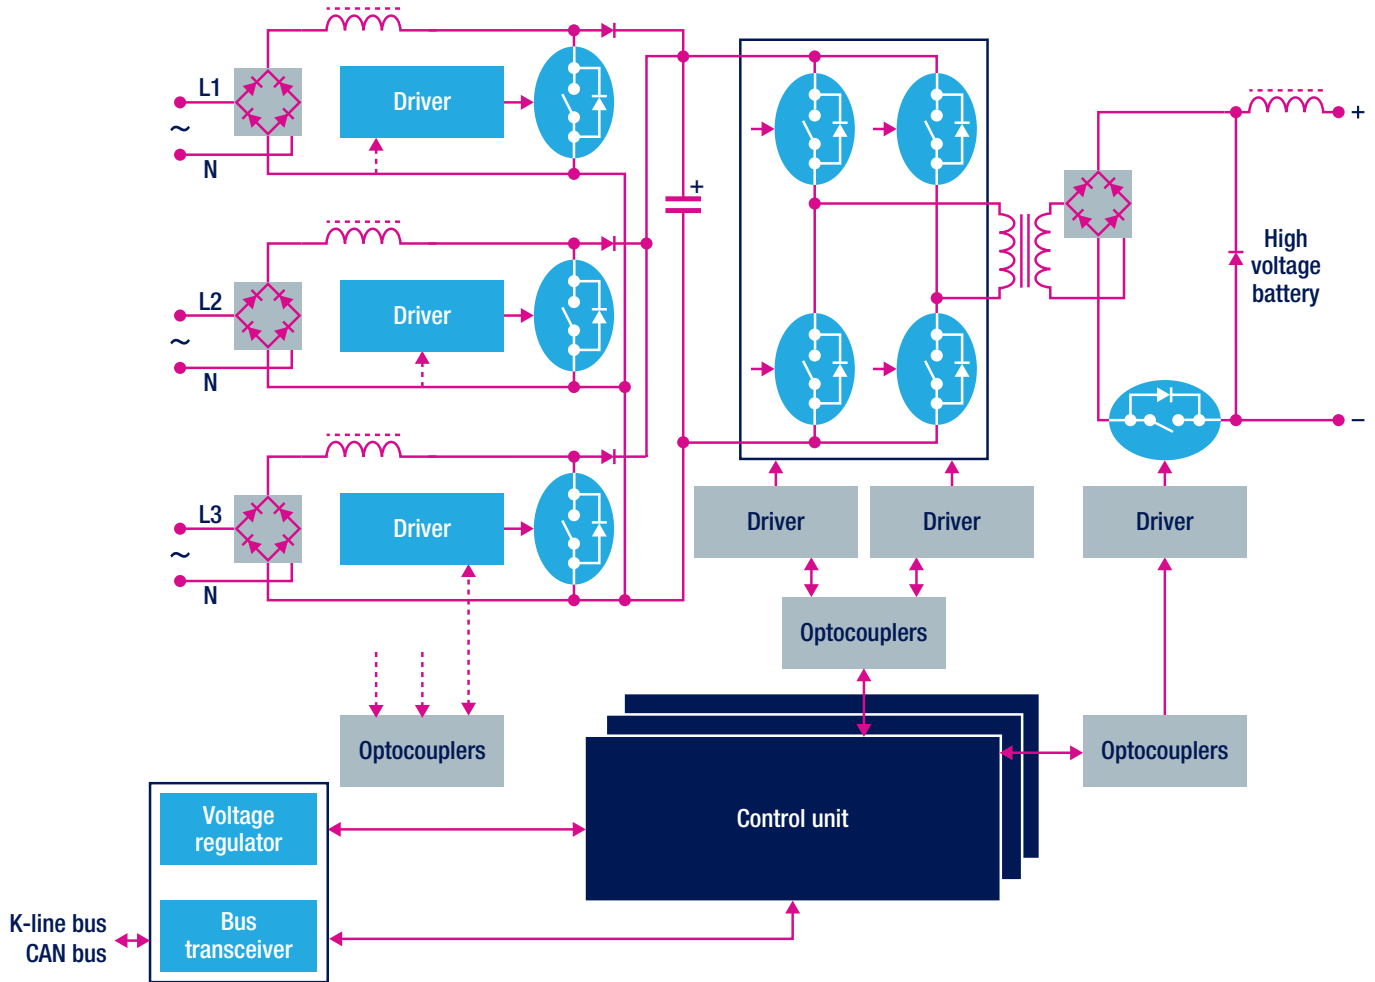 L1
~
N
Driver
L2
~
N
Driver
L3
~
N
Driver
+
+
High
voltage
battery
−
Driver
Driver
Driver
Optocouplers
Optocouplers
Optocouplers
Control unit
Voltage
regulator
Bus
transceiver
K-line bus
CAN bus